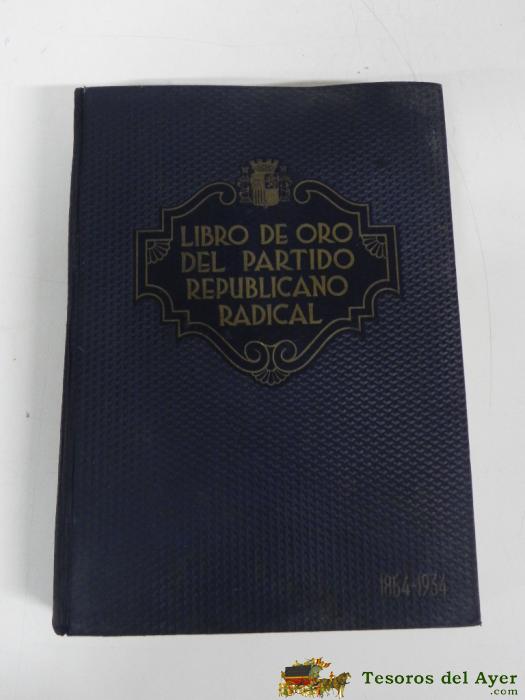 LIBRO DE ORO
DEL PARTIDO
REPUBLICANO
RADICAL
1864-1934
Tesoros del Ayer
.com